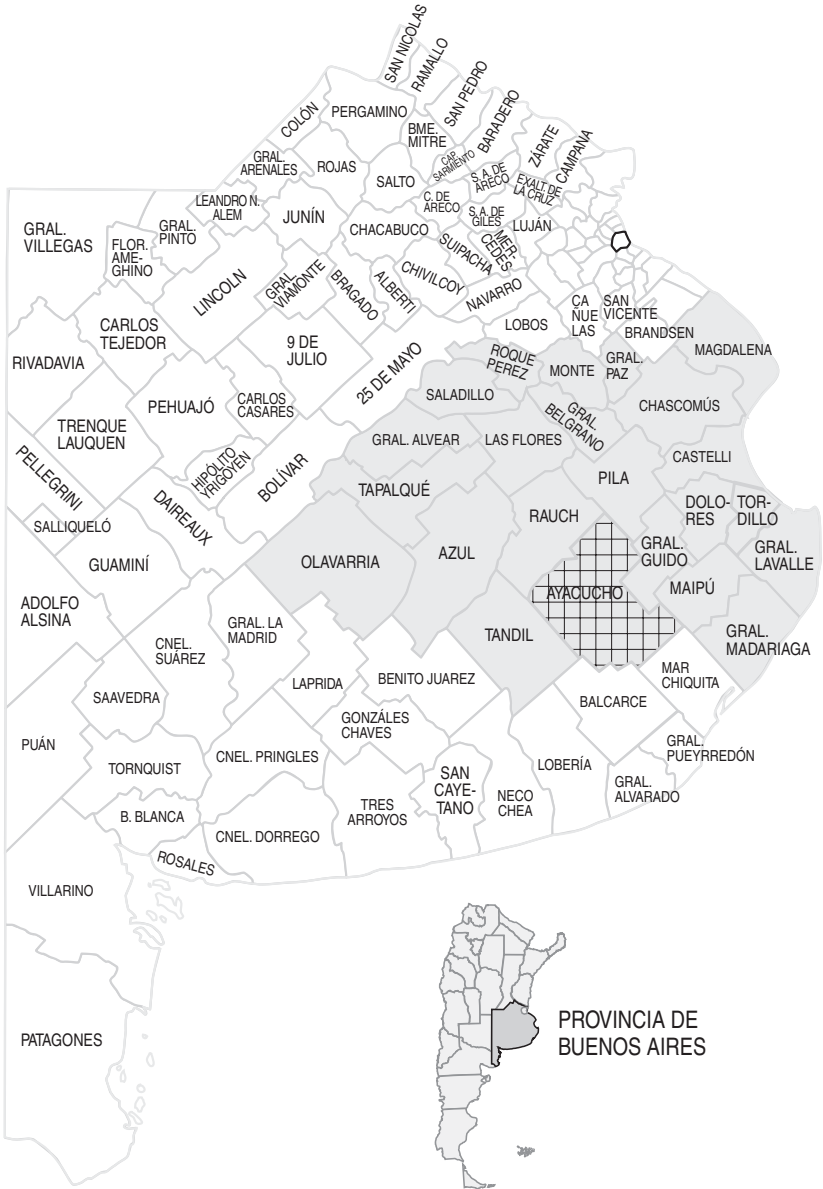 SAN NICOLAS
RAMALLO
SAN PEDRO
BARADERO
ZÁRATE
CAMPANA
COLÓN
PERGAMINO
BME.
MITRE
CAP.
SARMIENTO
S. A. DE
ARECO
EXALT DE
LA CRUZ
GRAL.
ARENALES
ROJAS
SALTO
C. DE
ARECO
S. A. DE
GILES
LUJÁN
LEANDRO N.
ALEM
JUNÍN
CHACABUCO
SUIPACHA
MER-
CEDES
GRAL.
VILLEGAS
FLOR.
AME-
GHINO
GRAL.
PINTO
LINCOLN
GRAL
VIAMONTE
BRAGADO
ALBERTI
CHIVILCOY
NAVARRO
CARLOS
TEJEDOR
9 DE
JULIO
25 DE MAYO
LOBOS
CA
ÑUE
LAS
SAN
VICENTE
BRANDSEN
MAGDALENA
RIVADAVIA
ROQUE
PEREZ
MONTE
GRAL.
PAZ
TRENQUE
LAUQUEN
PEHUAJÓ
CARLOS
CASARES
SALADILLO
GRAL.
BELGRANO
CHASCOMÚS
PELLEGRINI
HIPÓLITO
YRIGOYEN
BOLÍVAR
GRAL. ALVEAR
LAS FLORES
CASTELLI
DAIREAUX
TAPALQUÉ
PILA
SALLIQUELÓ
RAUCH
DOLO-
RES
TOR-
DILLO
GUAMINÍ
OLAVARRIA
AZUL
GRAL.
GUIDO
GRAL.
LAVALLE
ADOLFO
ALSINA
AYACUCHO
MAIPÚ
CNEL.
SUÁREZ
GRAL. LA
MADRID
TANDIL
GRAL.
MADARIAGA
SAAVEDRA
LAPRIDA
BENITO JUAREZ
MAR
CHIQUITA
BALCARCE
PUÁN
GONZÁLES
CHAVES
TORNQUIST
CNEL. PRINGLES
LOBERÍA
GRAL.
PUEYRREDÓN
B. BLANCA
CNEL. DORREGO
TRES
ARROYOS
SAN
CAYE-
TANO
NECO
CHEA
GRAL.
ALVARADO
ROSALES
VILLARINO
PATAGONES
PROVINCIA DE
BUENOS AIRES